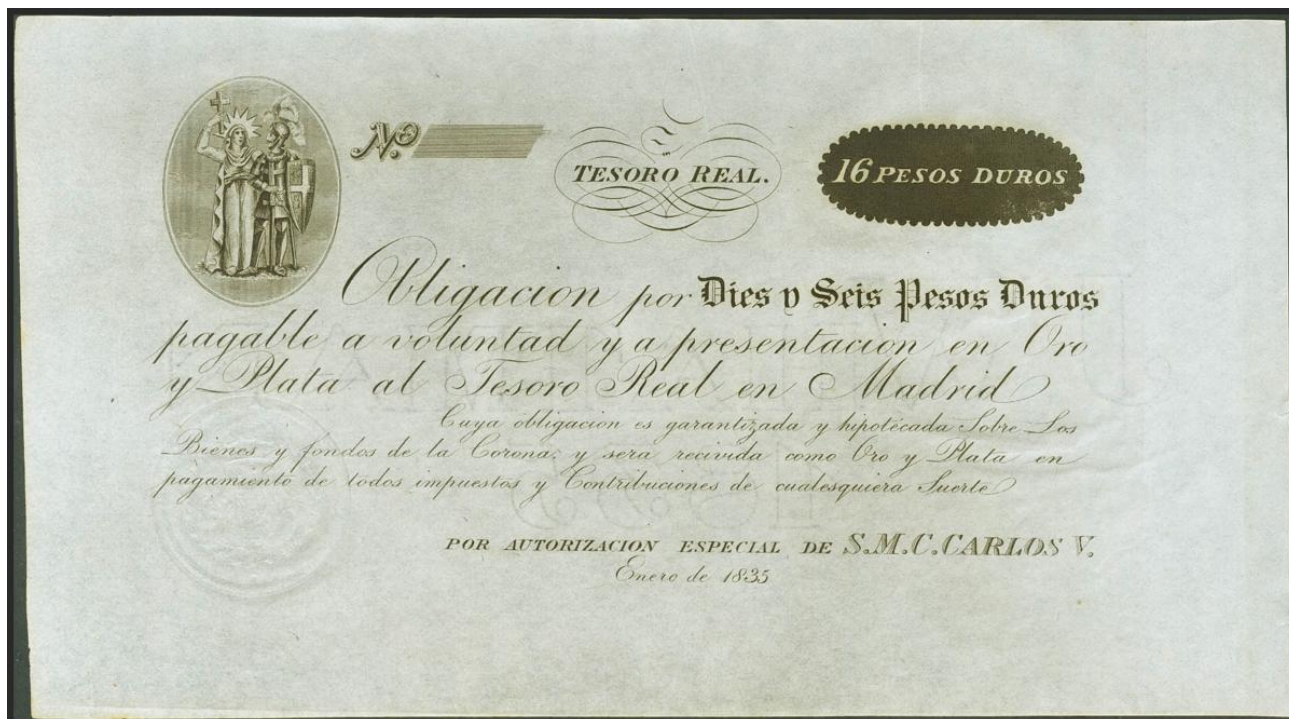 No.
TESORO REAL.
16 PESOS DUROS
Obligacion por Dies y Seis Pesos Duros
pagable a voluntad y a presentacion en Oro
y Plata al Tesoro Real en Madrid
Cuya obligacion es garantizada y hipotécada Sobre Los
Bienes y fondos de la Corona; y sera recivida como Oro y Plata en
pagamiento de todos impuestos y Contribuciones de cualesquiera Suerte
POR AUTORIZACION ESPECIAL DE S.M.C. CARLOS V.
Enero de 1835